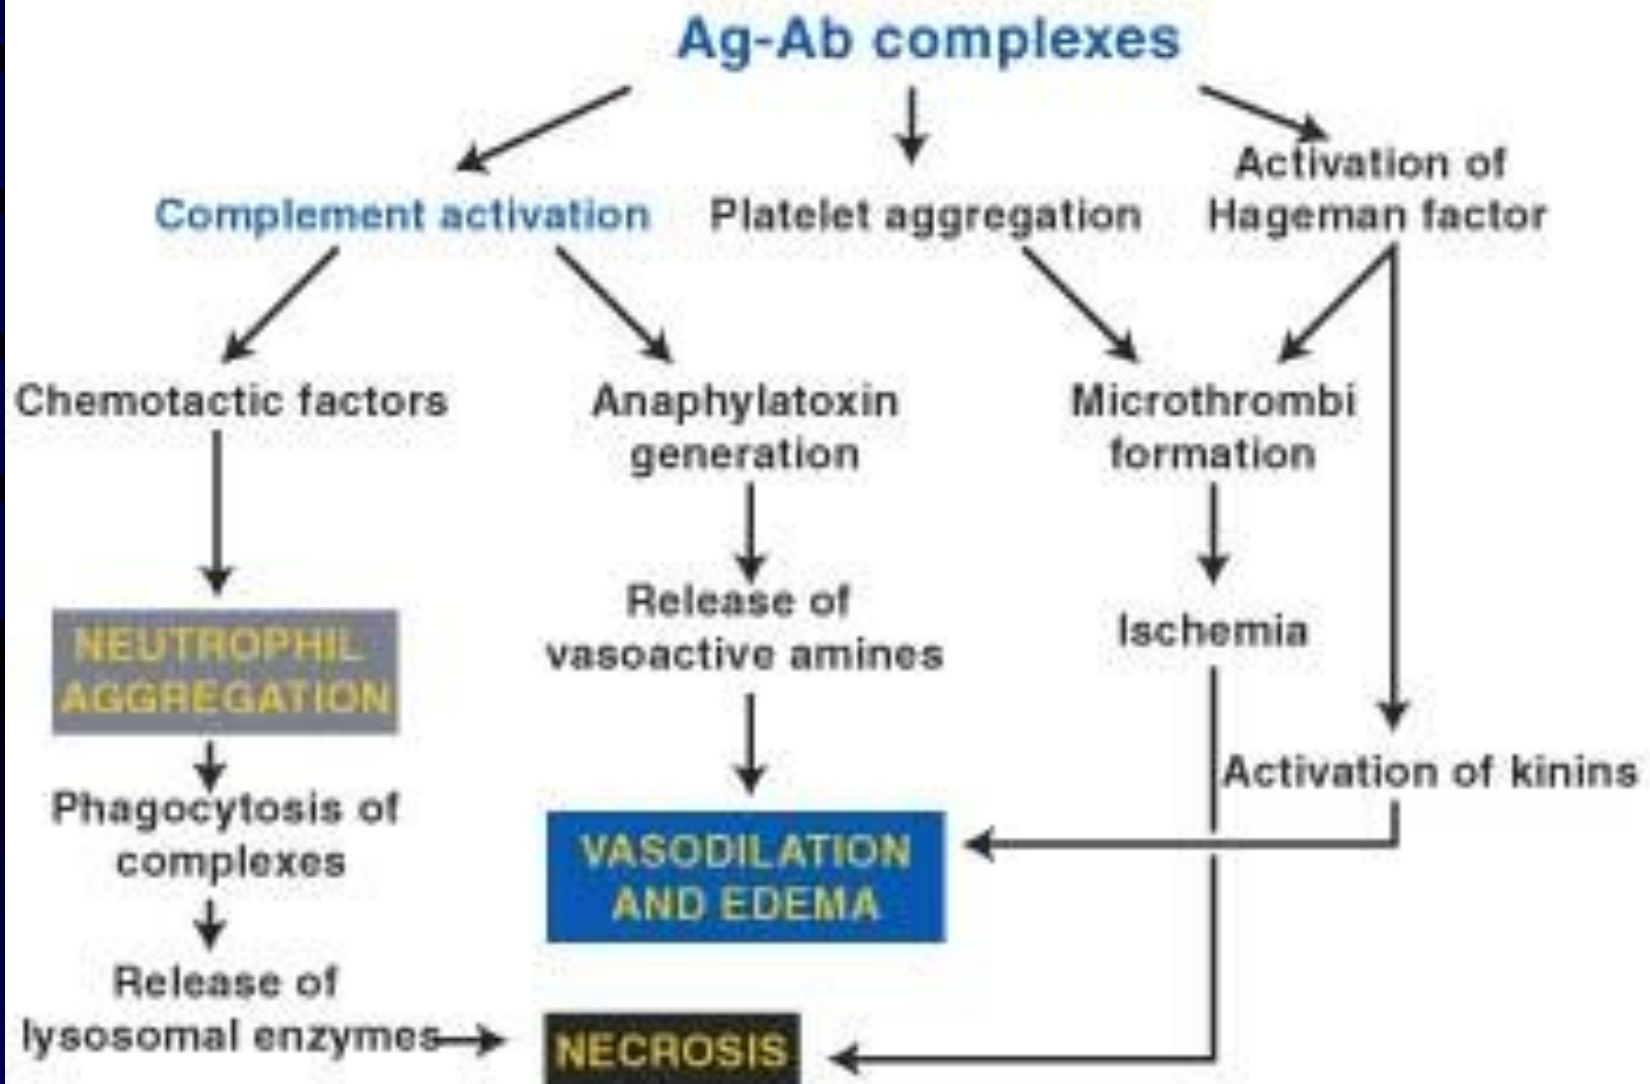 Ag-Ab complexes
Complement activation
Platelet aggregation
Activation of
Hageman factor
Chemotactic factors
Anaphylatoxin
generation
Microthrombi
formation
NEUTROPHIL
AGGREGATION
Release of
vasoactive amines
Ischemia
Phagocytosis of
complexes
Activation of kinins
VASODILATION
AND EDEMA
Release of
lysosomal enzymes
NECROSIS